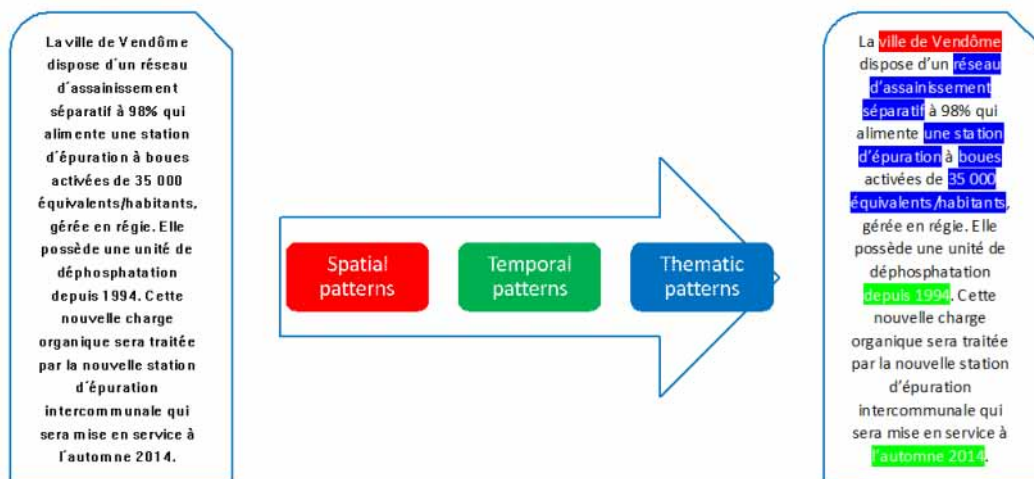 La ville de Vendôme
dispose d'un réseau
d'assainissement
séparatif à 98% qui
alimente une station
d'épuration à boues
activées de 35 000
équivalents/habitants,
gérée en régie. Elle
possède une unité de
déphosphatation
depuis 1994. Cette
nouvelle charge
organique sera traitée
par la nouvelle station
d'épuration
intercommunale qui
sera mise en service à
l'automne 2014.
Spatial
patterns
Temporal
patterns
Thematic
patterns
La ville de Vendôme
dispose d'un réseau
d'assainissement
séparatif à 98% qui
alimente une station
d'épuration à boues
activées de 35 000
équivalents/habitants,
gérée en régie. Elle
possède une unité de
déphosphatation
depuis 1994. Cette
nouvelle charge
organique sera traitée
par la nouvelle station
d'épuration
intercommunale qui
sera mise en service à
l'automne 2014.